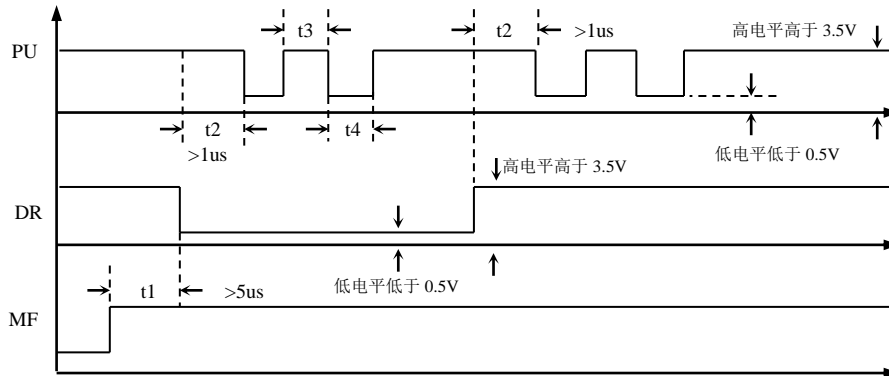 t3
t2
>1us
高电平高于 3.5V
PU
t2
t4
>1us
低电平低于 0.5V
高电平高于 3.5V
DR
低电平低于 0.5V
t1
>5us
MF